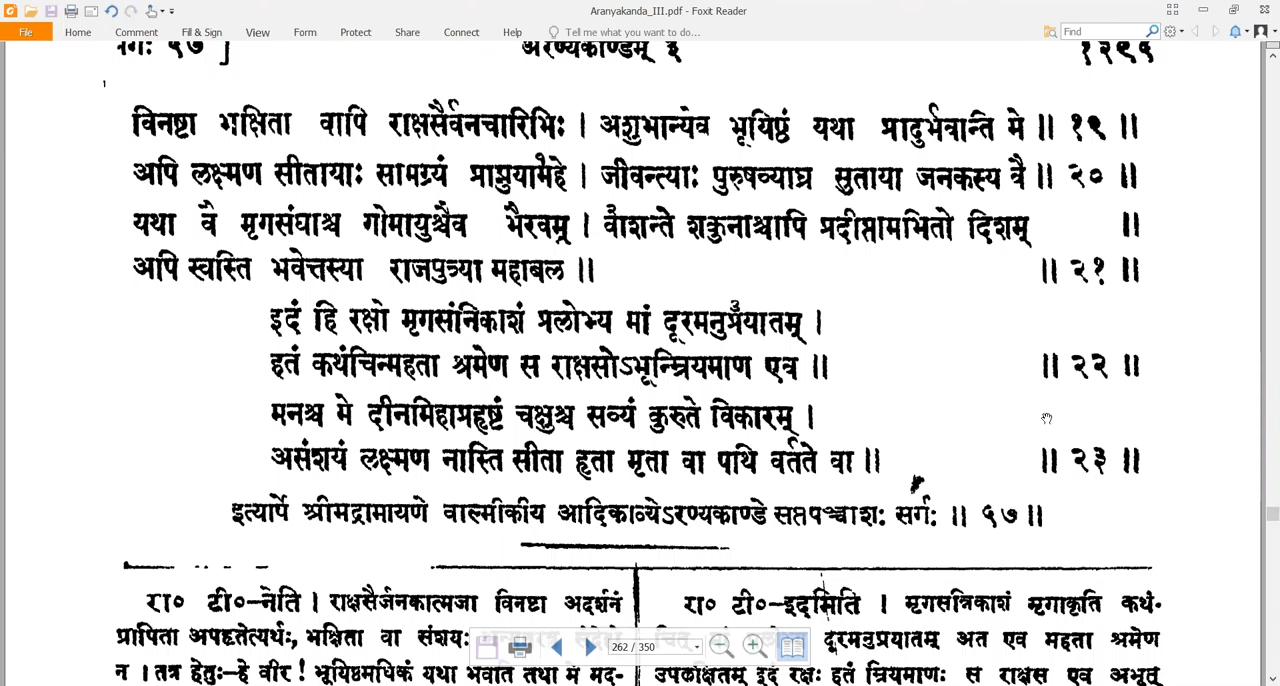 Aranyakanda_III.pdf - Foxit Reader
File Home Comment Fill & Sign View Form Protect Share Connect Help Tell me what you want to do... Find
अरण्यकाण्डम् ३
विनष्टा भक्षिता वापि राक्षसैर्वनचारिभिः । अशुभान्येव भूयिष्ठं यथा प्रादुर्भवान्ति मे ॥ १९ ॥
अपि लक्ष्मण सीतायाः सामग्र्यं प्राप्नुयामहे । जीवन्त्याः पुरुषव्याघ्र सुताया जनकस्य वै ॥ २० ॥
यथा वै मृगसंघाश्च गोमायुश्चैव भैरवम् । वाशन्ते शकुनाश्चापि प्रदीप्तामभितो दिशम् ॥
अपि स्वस्ति भवेत्तस्या राजपुत्र्या महाबल ॥ ॥ २१ ॥
इदं हि रक्षो मृगसंनिकाशं प्रलोभ्य मां दूरमनुप्रयातम् ।
हतं कथंचिन्महता श्रमेण स राक्षसोऽभून्म्रियमाण एव ॥ ॥ २२ ॥
मनश्च मे दीनमिहाप्रहृष्टं चक्षुश्च सव्यं कुरुते विकारम् ।
असंशयं लक्ष्मण नास्ति सीता हृता मृता वा पथि वर्तते वा ॥ ॥ २३ ॥
इत्यार्षे श्रीमद्रामायणे वाल्मीकीय आदिकाव्येऽरण्यकाण्डे सप्तपञ्चाशः सर्गः ॥ ५७ ॥
रा० टी०-नेति । राक्षसैर्जनकात्मजा विनष्टा अदर्शनं
प्रापिता अपहृतेत्यर्थः, भक्षिता वा संशयः
न । तत्र हेतुः-हे वीर ! भूयिष्ठमधिकं यथा भवति तथा मे
रा० टी०-इदमिति । मृगसन्निकाशं मृगाकृति कथं-
दूरमनुप्रयातम् अत एव महता श्रमेण
उपलक्षितम् इदं रक्षः हतं म्रियमाणः स राक्षस एव अभूत्
262 / 350